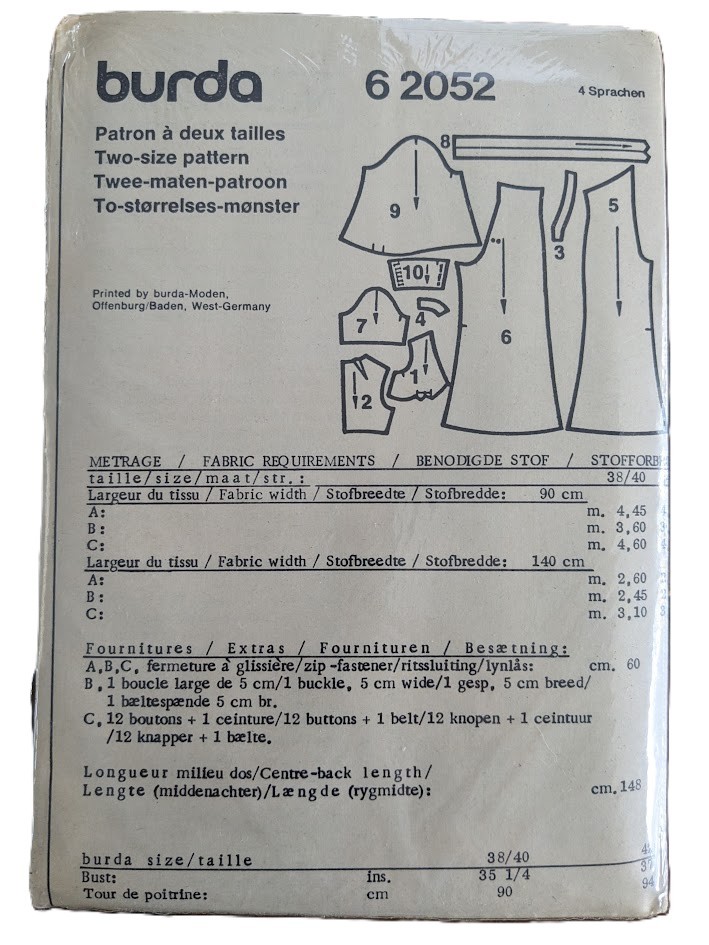 burda 6 2052 4 Sprachen
Patron à deux tailles
Two-size pattern
Twee-maten-patroon
To-størrelses-mønster
Printed by burda-Moden,
Offenburg/Baden, West-Germany
8
9
5
3
10
7
4
6
1
2
METRAGE / FABRIC REQUIREMENTS / BENODIGDE STOF / STOFFORB
taille/size/maat/str.: 38/40
Largeur du tissu / Fabric width / Stofbreedte / Stofbredde: 90 cm
A: m. 4,45
B: m. 3,60
C: m. 4,60
Largeur du tissu / Fabric width / Stofbreedte / Stofbredde: 140 cm
A: m. 2,60
B: m. 2,45
C: m. 3,10
Fournitures / Extras / Fournituren / Besætning:
A,B,C, fermeture à glissière/zip-fastener/ritssluiting/lynlås: cm. 60
B, 1 boucle large de 5 cm/1 buckle, 5 cm wide/1 gesp, 5 cm breed/
1 bæltespænde 5 cm br.
C, 12 boutons + 1 ceinture/12 buttons + 1 belt/12 knopen + 1 ceintuur
/12 knapper + 1 bælte.
Longueur milieu dos/Centre-back length/
Lengte (middenachter)/Længde (rygmidte): cm. 148
burda size/taille 38/40
Bust: ins. 35 1/4 37
Tour de poitrine: cm 90 94